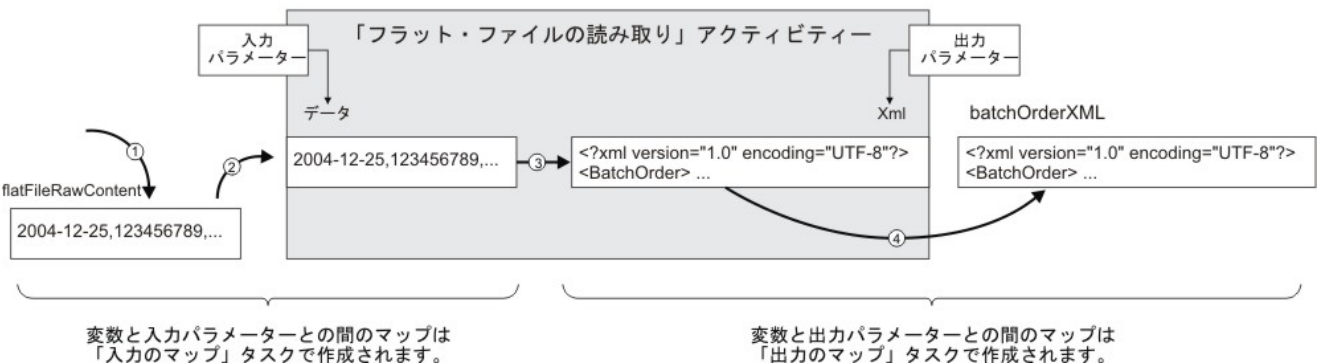 「フラット・ファイルの読み取り」アクティビティー
入力
パラメーター
出力
パラメーター
データ
Xml
batchOrderXML
①
②
2004-12-25,123456789,...
③
<?xml version="1.0" encoding="UTF-8"?>
<BatchOrder> ...
<?xml version="1.0" encoding="UTF-8"?>
<BatchOrder> ...
flatFileRawContent
2004-12-25,123456789,...
④
変数と入力パラメーターとの間のマップは
「入力のマップ」タスクで作成されます。
変数と出力パラメーターとの間のマップは
「出力のマップ」タスクで作成されます。